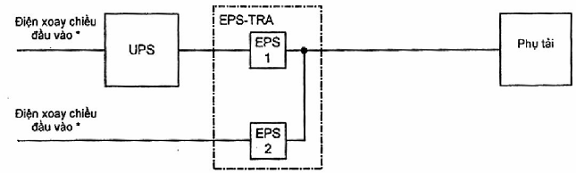 Điện xoay chiều
đầu vào *
UPS
EPS-TRA
EPS
1
Phụ tải
Điện xoay chiều
đầu vào *
EPS
2